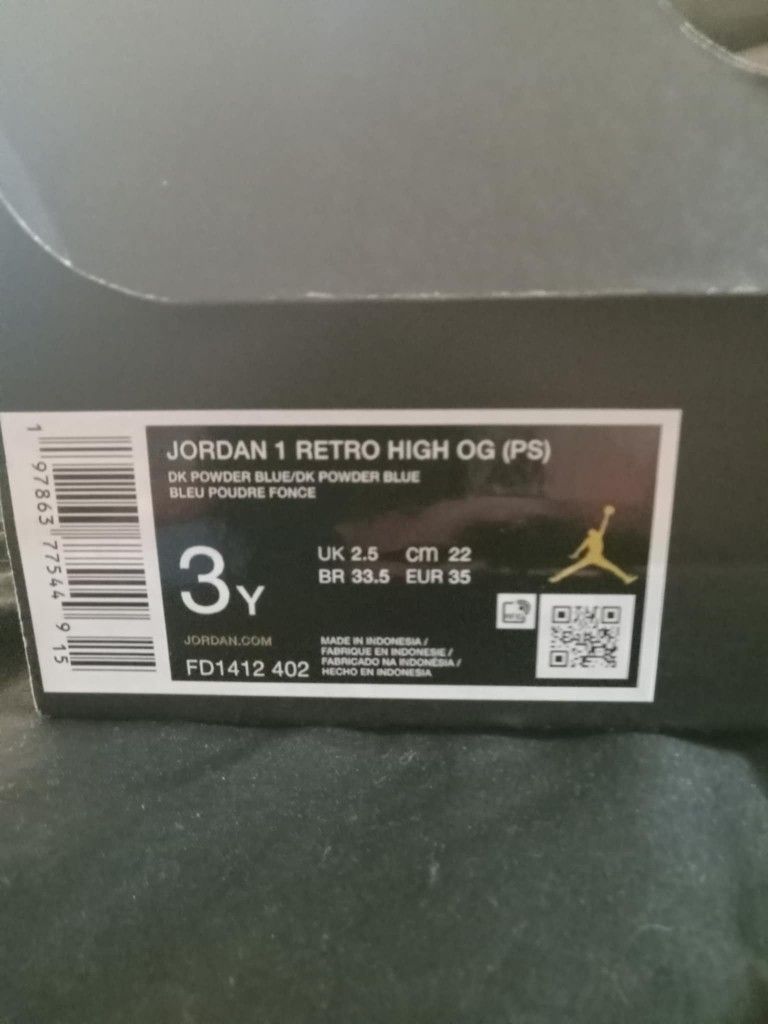 1 97863 77544 9 15
JORDAN 1 RETRO HIGH OG (PS)
DK POWDER BLUE/DK POWDER BLUE
BLEU POUDRE FONCE
3Y
UK 2.5 cm 22
BR 33.5 EUR 35
JORDAN.COM
FD1412 402
MADE IN INDONESIA /
FABRIQUE EN INDONESIE /
FABRICADO NA INDONÉSIA /
HECHO EN INDONESIA